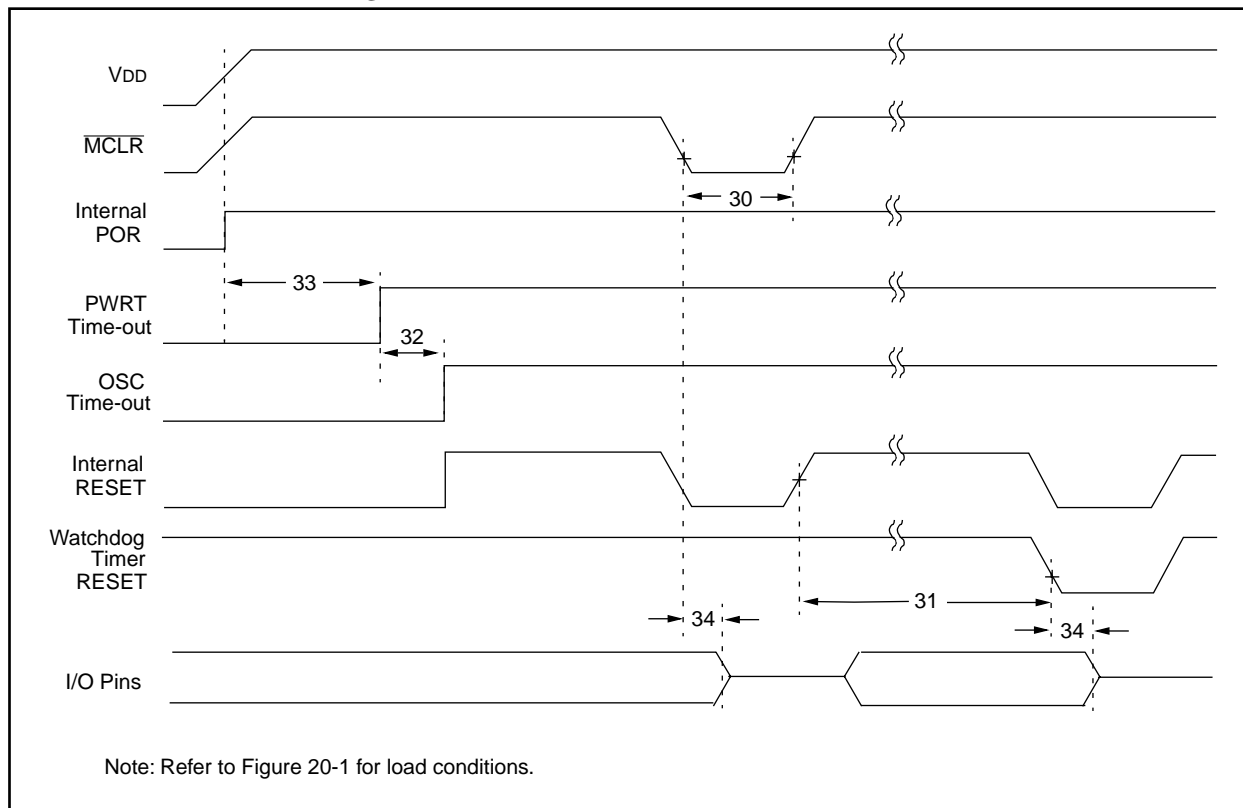 VDD
MCLR
30
Internal
POR
33
PWRT
Time-out
32
OSC
Time-out
Internal
RESET
Watchdog
Timer
RESET
31
34
34
I/O Pins
Note: Refer to Figure 20-1 for load conditions.